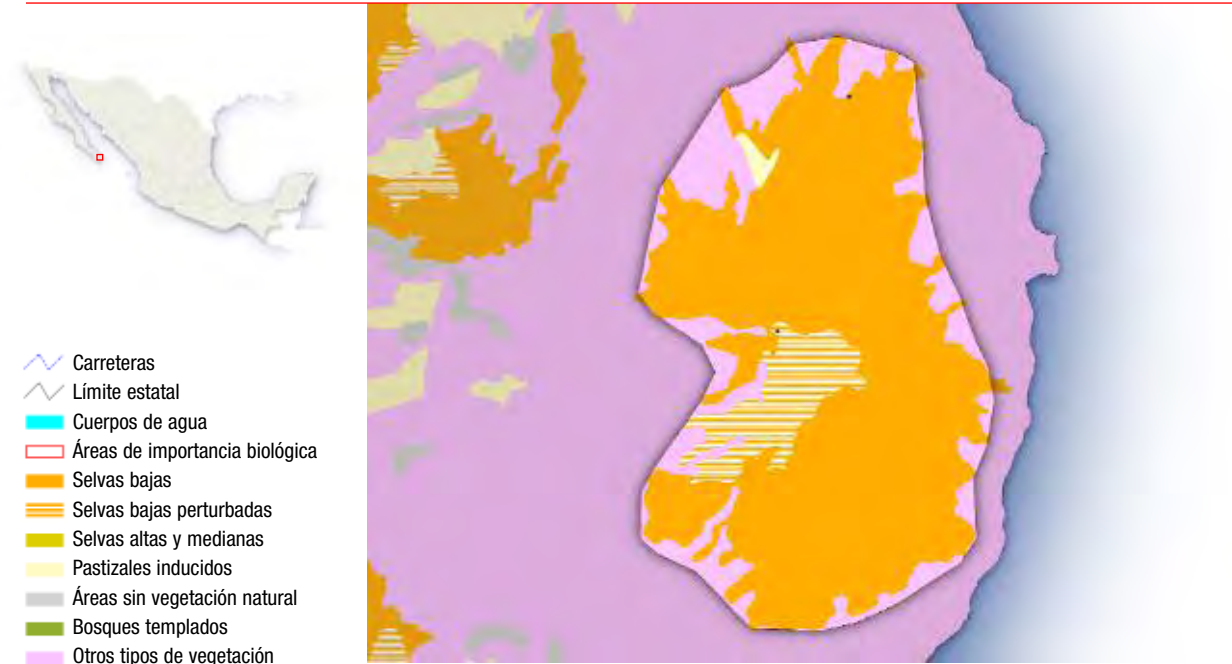 Carreteras
Límite estatal
Cuerpos de agua
Áreas de importancia biológica
Selvas bajas
Selvas bajas perturbadas
Selvas altas y medianas
Pastizales inducidos
Áreas sin vegetación natural
Bosques templados
Otros tipos de vegetación